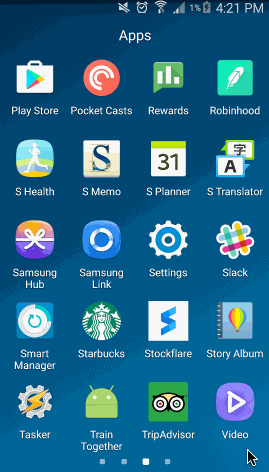 1% 4:21 PM
Apps
Play Store Pocket Casts Rewards Robinhood
S Health S Memo S Planner S Translator
S 31 字 A
Samsung Hub Samsung Link Settings Slack
Smart Manager Starbucks Stockflare Story Album
Tasker Train Together TripAdvisor Video